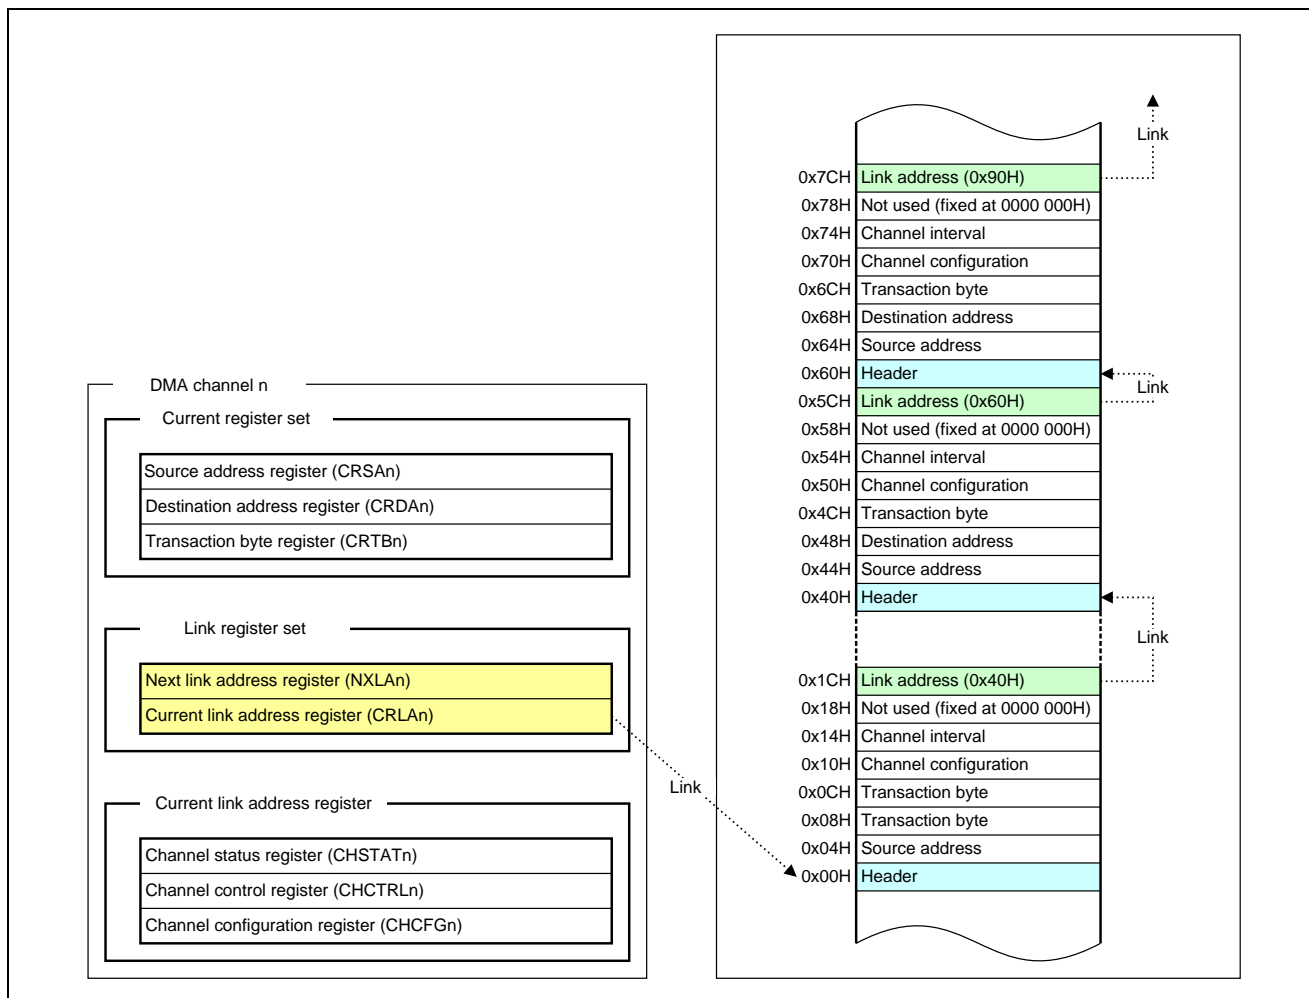 DMA channel n
Current register set
Source address register (CRSAn)
Destination address register (CRDAn)
Transaction byte register (CRTBn)
Link register set
Next link address register (NXLAn)
Current link address register (CRLAn)
Current link address register
Channel status register (CHSTATn)
Channel control register (CHCTRLn)
Channel configuration register (CHCFGn)
Link
Link
0x7CH Link address (0x90H)
0x78H Not used (fixed at 0000 000H)
0x74H Channel interval
0x70H Channel configuration
0x6CH Transaction byte
0x68H Destination address
0x64H Source address
0x60H Header
Link
0x5CH Link address (0x60H)
0x58H Not used (fixed at 0000 000H)
0x54H Channel interval
0x50H Channel configuration
0x4CH Transaction byte
0x48H Destination address
0x44H Source address
0x40H Header
Link
0x1CH Link address (0x40H)
0x18H Not used (fixed at 0000 000H)
0x14H Channel interval
0x10H Channel configuration
0x0CH Transaction byte
0x08H Transaction byte
0x04H Source address
0x00H Header